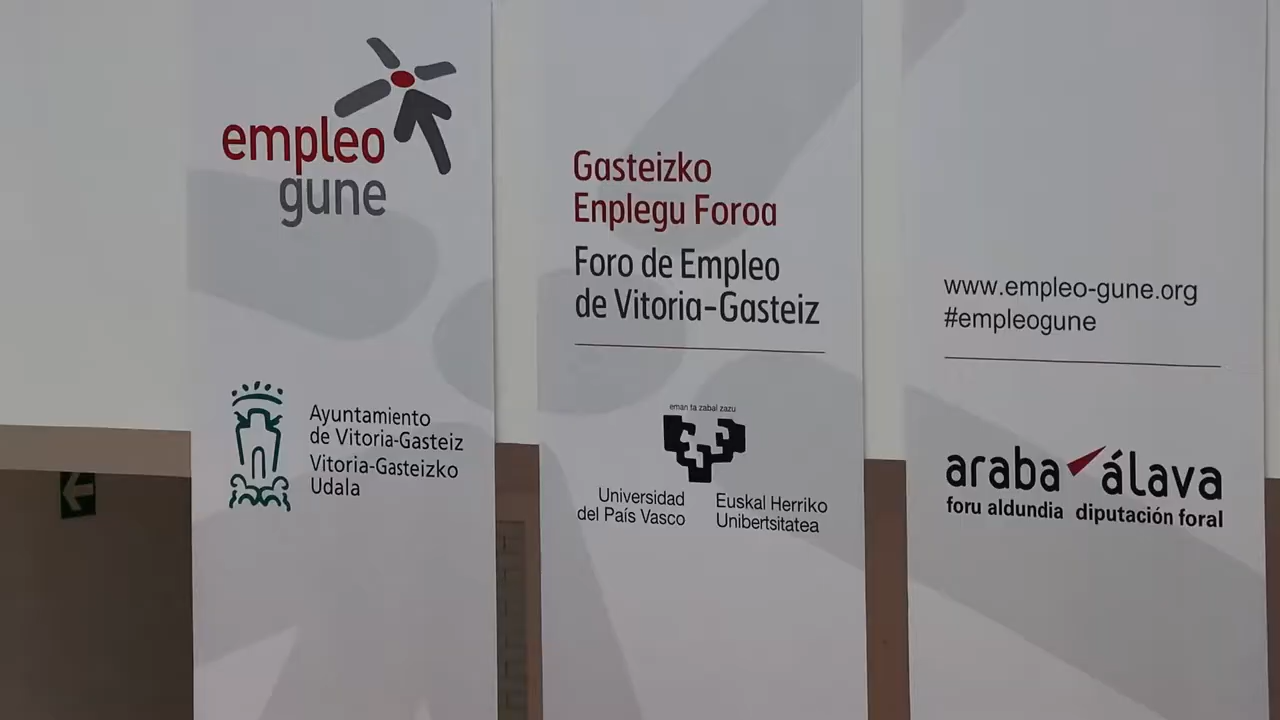 empleo
gune
Ayuntamiento
de Vitoria-Gasteiz
Vitoria-Gasteizko
Udala
Gasteizko
Enplegu Foroa
Foro de Empleo
de Vitoria-Gasteiz
eman ta zabal zazu
Universidad
del País Vasco
Euskal Herriko
Unibertsitatea
www.empleo-gune.org
#empleogune
araba álava
foru aldundia diputación foral